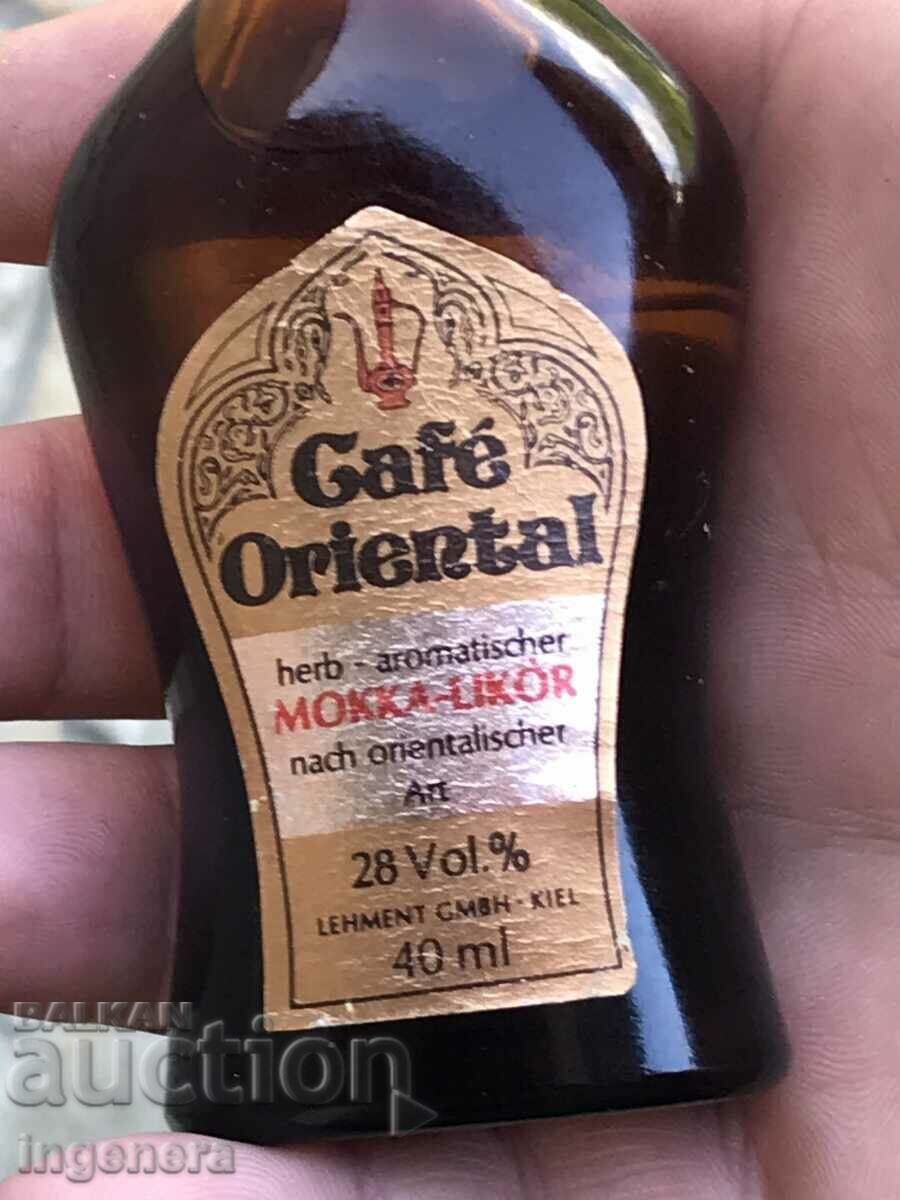 Café
Oriental
herb - aromatischer
MOKKA-LIKÖR
nach orientalischer
Art
28 Vol.%
LEHMENT GMBH · KIEL
40 ml
BALKAN
auction
ingenera